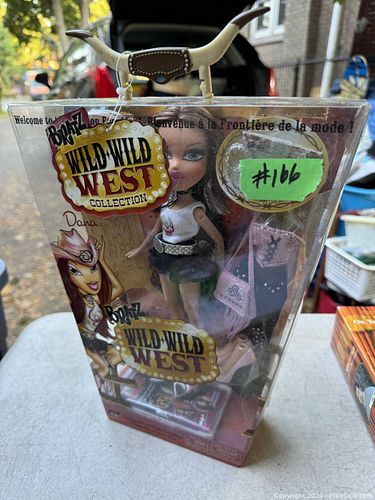 Welcome to
Bienvenue à la Frontière de la mode !
BRATZ
WILD WILD
WEST
COLLECTION
#166
Dana
BRATZ
WILD WILD
WEST
Copyright 2024 - MaxSold.com